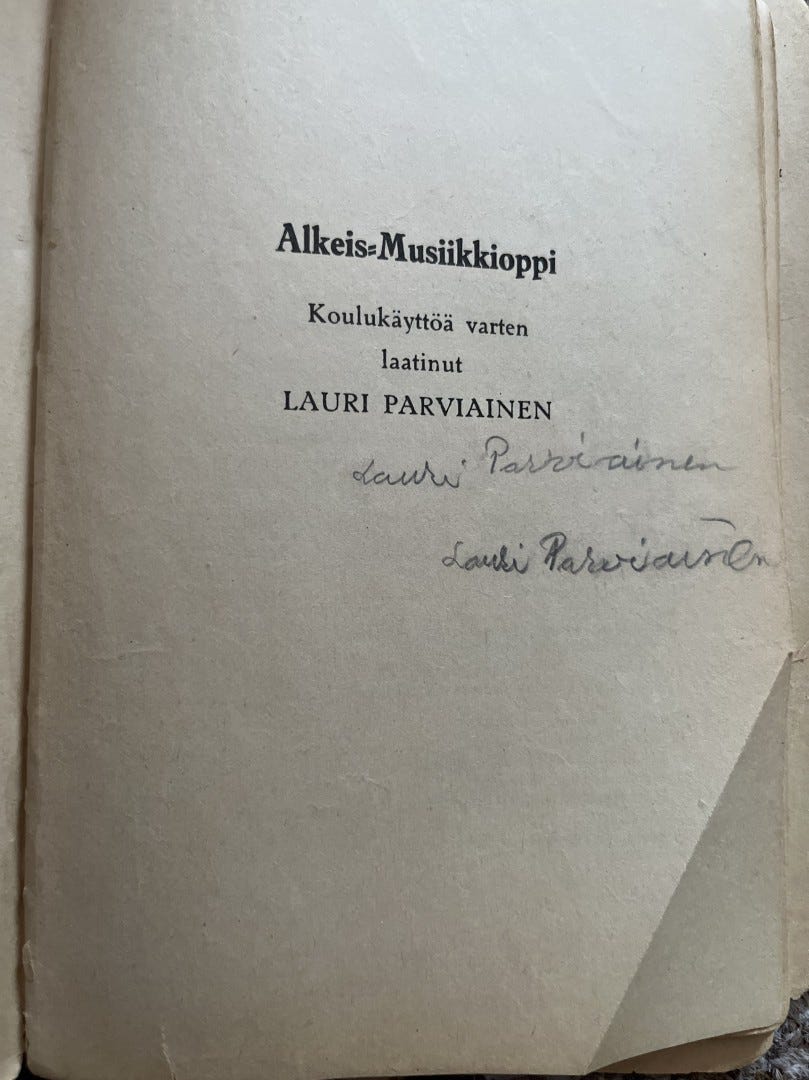 Alkeis-Musiikkioppi
Koulukäyttöä varten
laatinut
LAURI PARVIAINEN
Lauri Parviainen
Lauri Parviainen